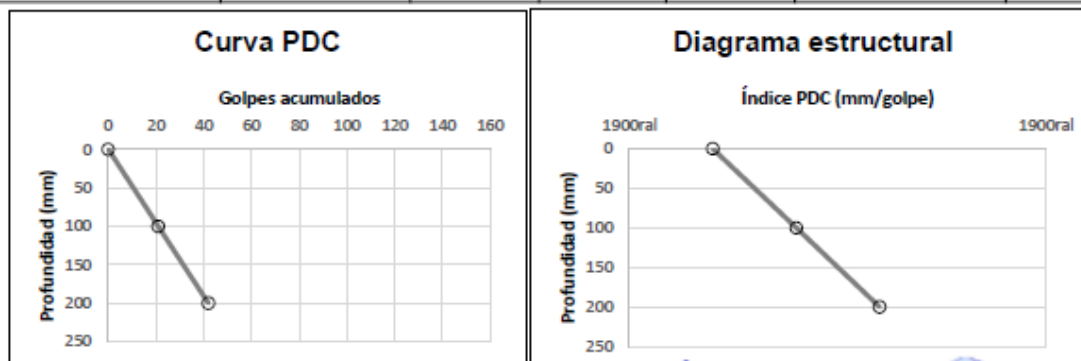 Curva PDC
Golpes acumulados
0 20 40 60 80 100 120 140 160
0
50
100
150
200
250
Profundidad (mm)
Diagrama estructural
Índice PDC (mm/golpe)
1900ral 1900ral
0
50
100
150
200
250
Profundidad (mm)